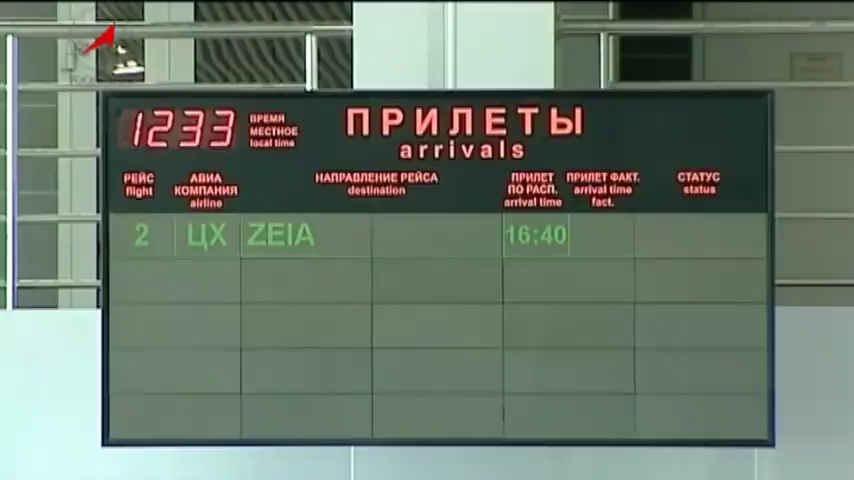 1233
ВРЕМЯ
МЕСТНОЕ
local time
ПРИЛЕТЫ
arrivals
РЕЙС
flight
АВИА
КОМПАНИЯ
airline
НАПРАВЛЕНИЕ РЕЙСА
destination
ПРИЛЕТ
ПО РАСП.
arrival time
ПРИЛЕТ ФАКТ.
arrival time
fact.
СТАТУС
status
2 ЦХ ZEIA 16:40